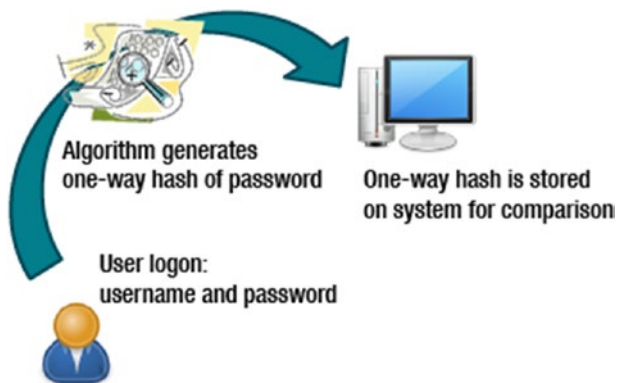 Algorithm generates
one-way hash of password
One-way hash is stored
on system for comparison
User logon:
username and password